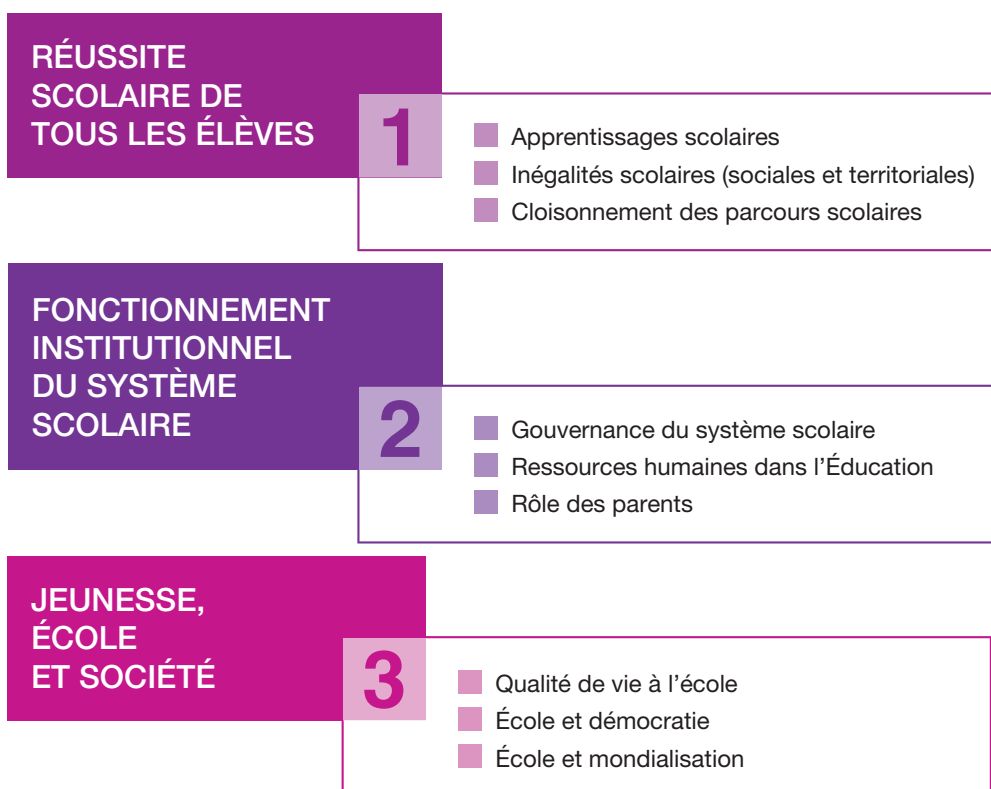 RÉUSSITE
SCOLAIRE DE
TOUS LES ÉLÈVES
1
Apprentissages scolaires
Inégalités scolaires (sociales et territoriales)
Cloisonnement des parcours scolaires
FONCTIONNEMENT
INSTITUTIONNEL
DU SYSTÈME
SCOLAIRE
2
Gouvernance du système scolaire
Ressources humaines dans l’Éducation
Rôle des parents
JEUNESSE,
ÉCOLE
ET SOCIÉTÉ
3
Qualité de vie à l’école
École et démocratie
École et mondialisation